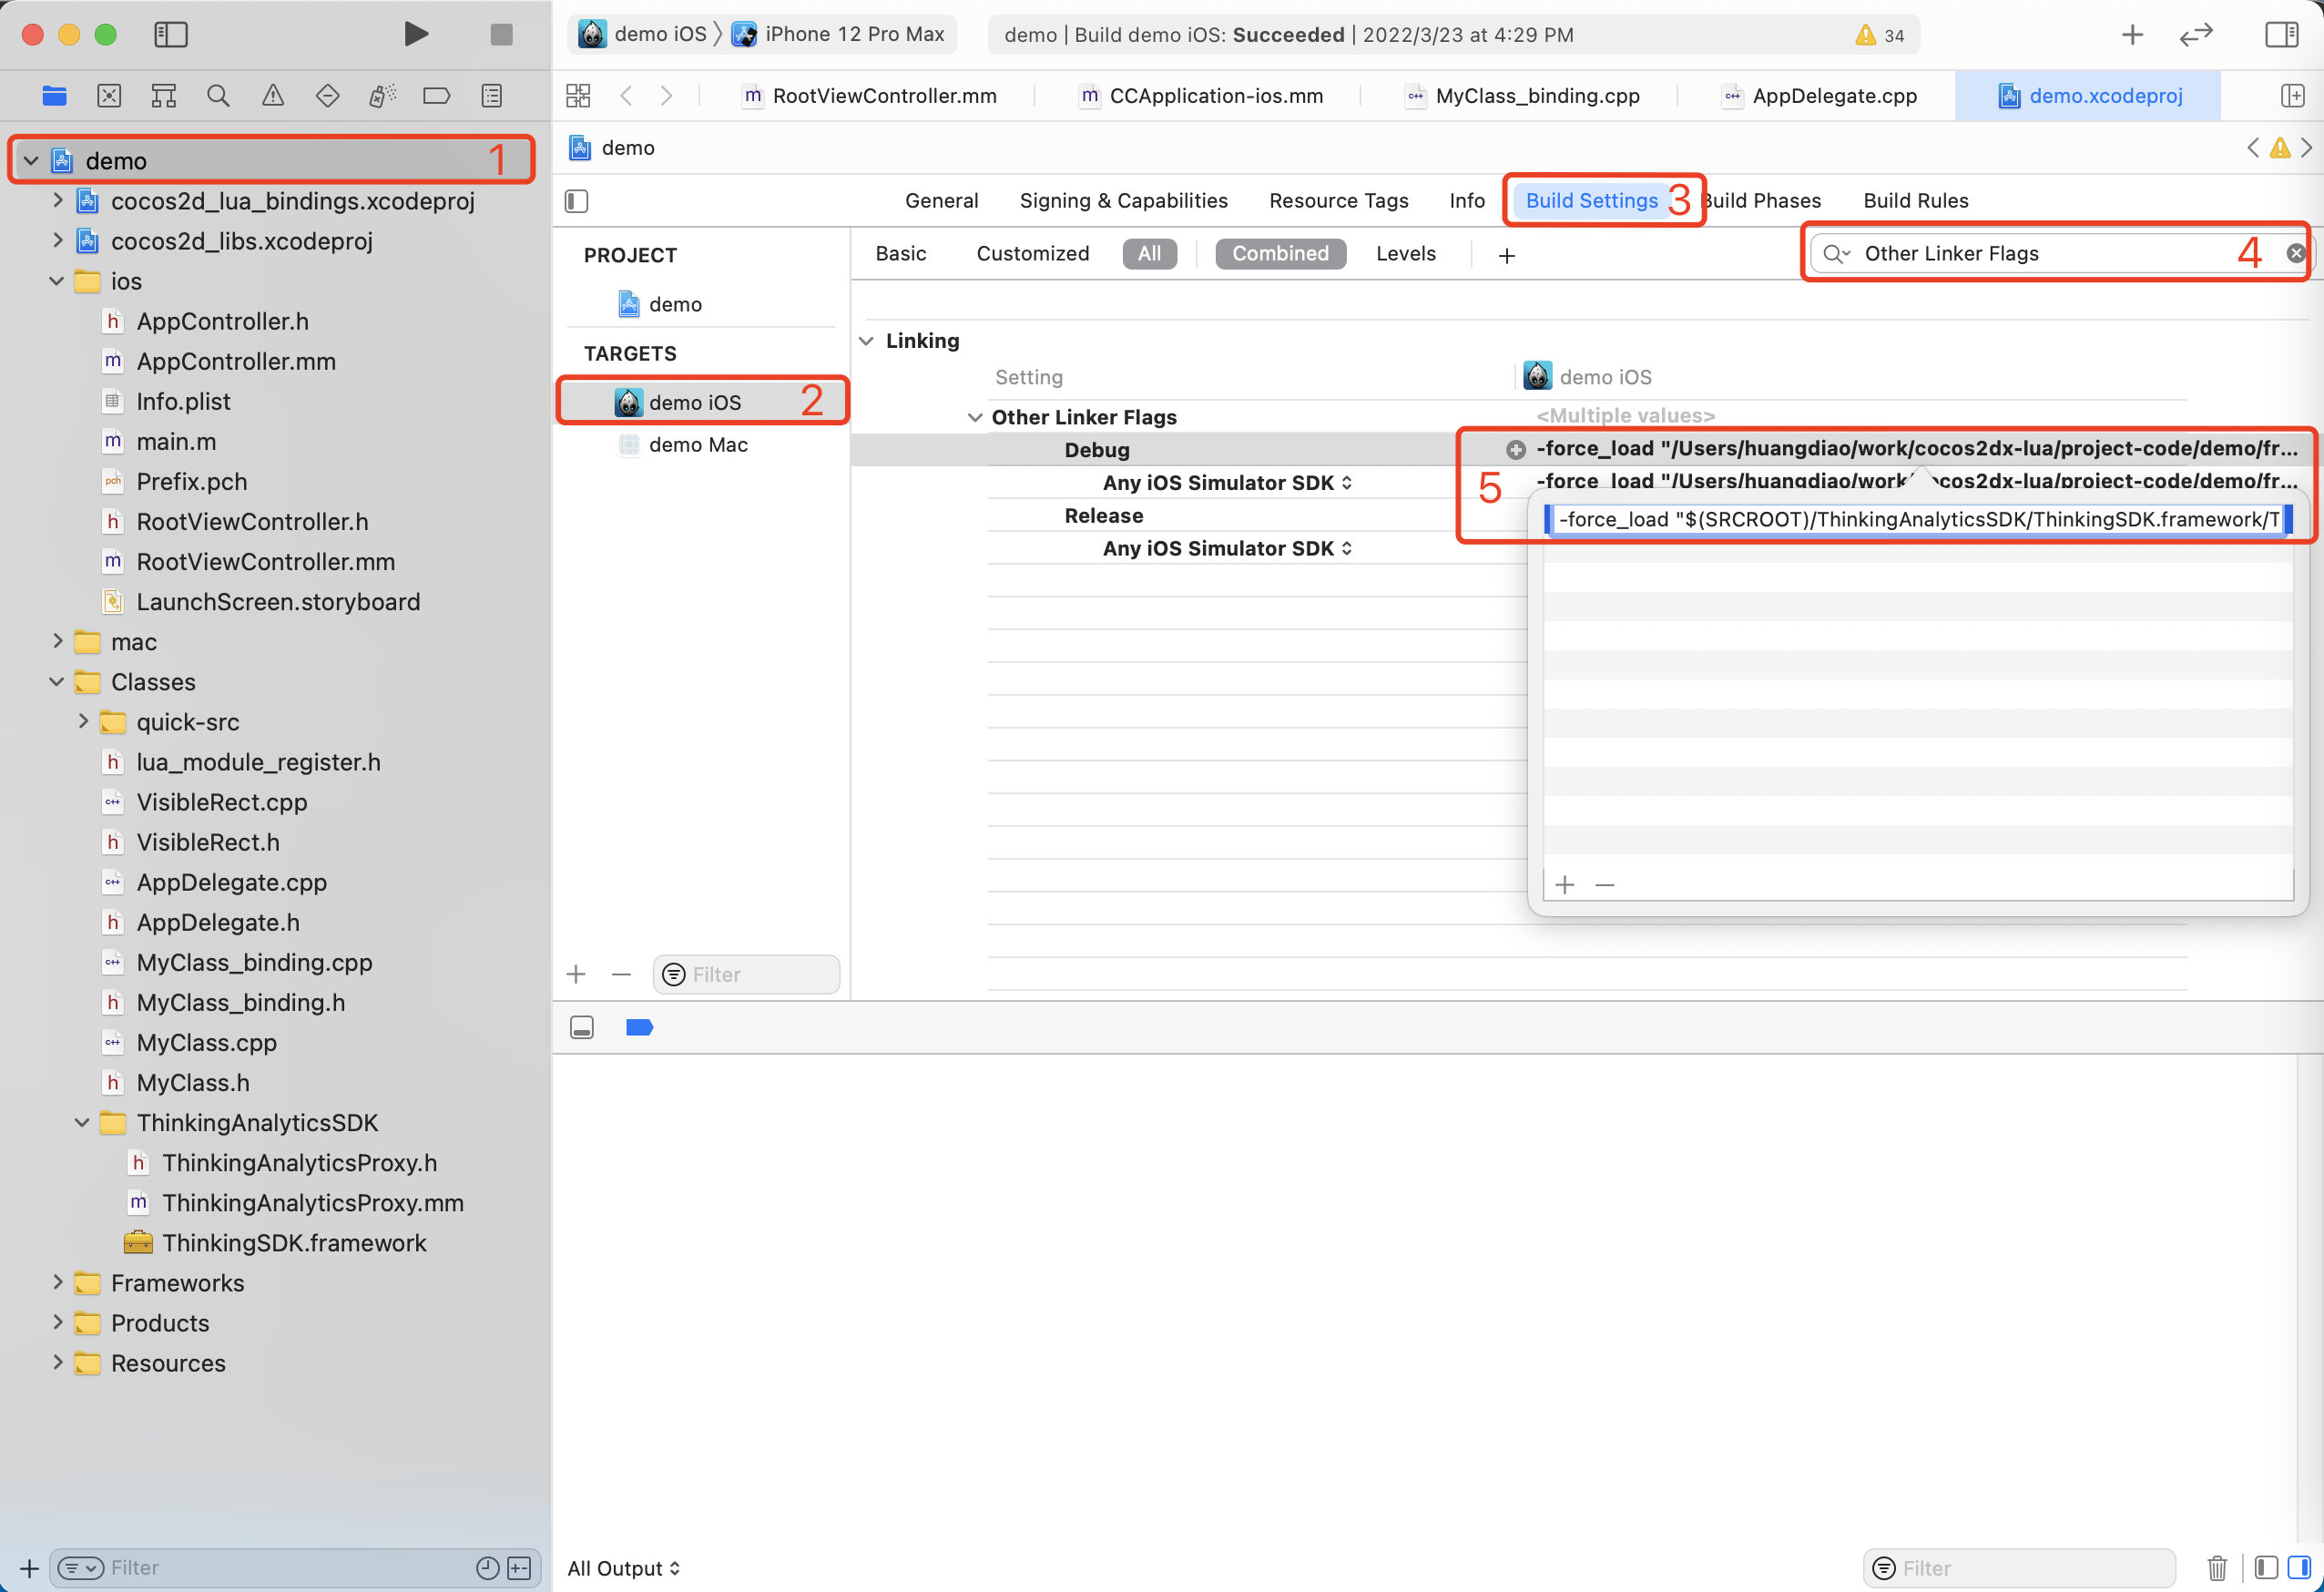 demo iOS 〉 iPhone 12 Pro Max
demo | Build demo iOS: Succeeded | 2022/3/23 at 4:29 PM
34
RootViewController.mm
CCApplication-ios.mm
MyClass_binding.cpp
AppDelegate.cpp
demo.xcodeproj
demo 1
cocos2d_lua_bindings.xcodeproj
cocos2d_libs.xcodeproj
ios
AppController.h
AppController.mm
Info.plist
main.m
Prefix.pch
RootViewController.h
RootViewController.mm
LaunchScreen.storyboard
mac
Classes
quick-src
lua_module_register.h
VisibleRect.cpp
VisibleRect.h
AppDelegate.cpp
AppDelegate.h
MyClass_binding.cpp
MyClass_binding.h
MyClass.cpp
MyClass.h
ThinkingAnalyticsSDK
ThinkingAnalyticsProxy.h
ThinkingAnalyticsProxy.mm
ThinkingSDK.framework
Frameworks
Products
Resources
Filter
demo
General Signing & Capabilities Resource Tags Info Build Settings 3 Build Phases Build Rules
PROJECT
demo
TARGETS
demo iOS 2
demo Mac
Filter
Basic Customized All Combined Levels
Other Linker Flags 4
Linking
Setting demo iOS
Other Linker Flags <Multiple values>
Debug -force_load "/Users/huangdiao/work/cocos2dx-lua/project-code/demo/fr...
Any iOS Simulator SDK -force_load "/Users/huangdiao/work/cocos2dx-lua/project-code/demo/fr...
5
Release
-force_load "$(SRCROOT)/ThinkingAnalyticsSDK/ThinkingSDK.framework/T
Any iOS Simulator SDK
All Output
Filter